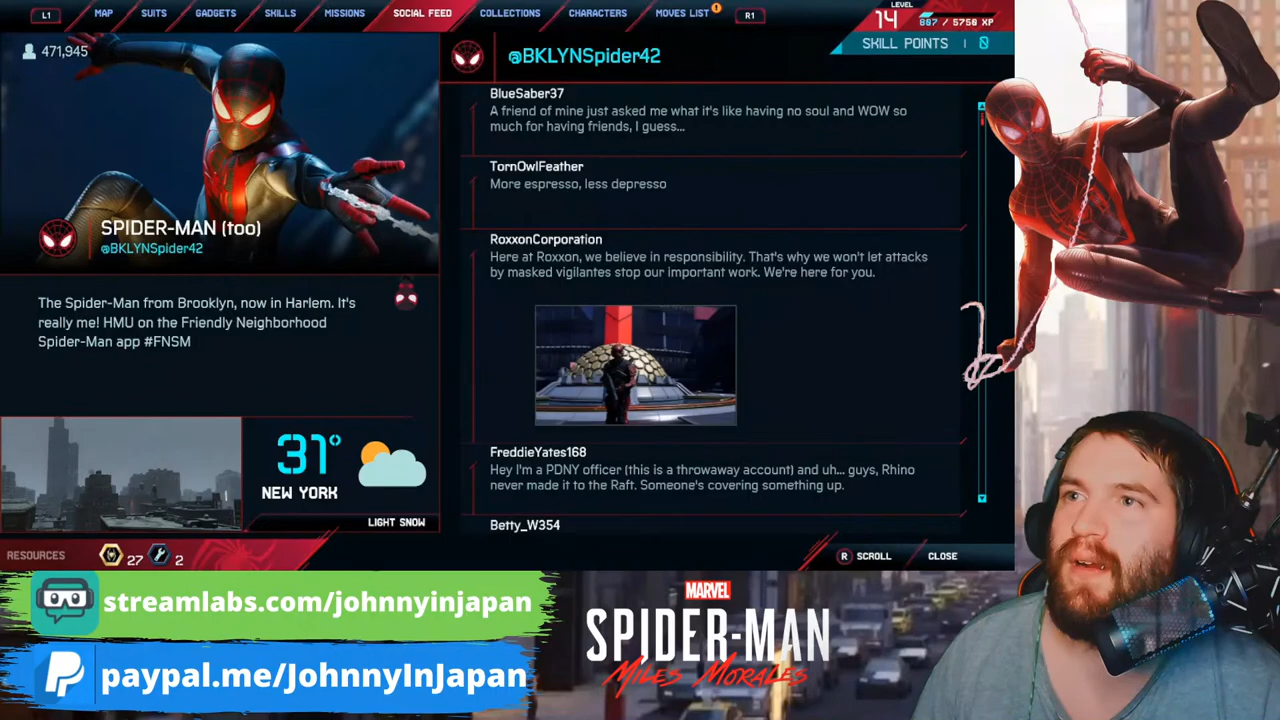 L1 MAP SUITS GADGETS SKILLS MISSIONS SOCIAL FEED COLLECTIONS CHARACTERS MOVES LIST R1
LEVEL
14 887 / 5750 XP
SKILL POINTS 0
471,945
SPIDER-MAN (too)
@BKLYNSpider42
The Spider-Man from Brooklyn, now in Harlem. It's
really me! HMU on the Friendly Neighborhood
Spider-Man app #FNSM
31°
NEW YORK
LIGHT SNOW
@BKLYNSpider42
BlueSaber37
A friend of mine just asked me what it's like having no soul and WOW so
much for having friends, I guess...
TornOwlFeather
More espresso, less depresso
RoxxonCorporation
Here at Roxxon, we believe in responsibility. That's why we won't let attacks
by masked vigilantes stop our important work. We're here for you.
FreddieYates168
Hey I'm a PDNY officer (this is a throwaway account) and uh... guys, Rhino
never made it to the Raft. Someone's covering something up.
Betty_W354
RESOURCES 27 2
R SCROLL CLOSE
streamlabs.com/johnnyinjapan
paypal.me/JohnnyInJapan
MARVEL
SPIDER-MAN
MILES MORALES